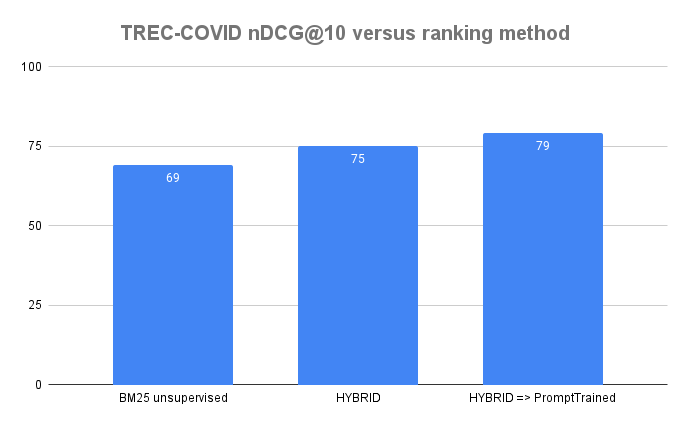 TREC-COVID nDCG@10 versus ranking method
100
75
50
25
0
69
75
79
BM25 unsupervised
HYBRID
HYBRID => PromptTrained